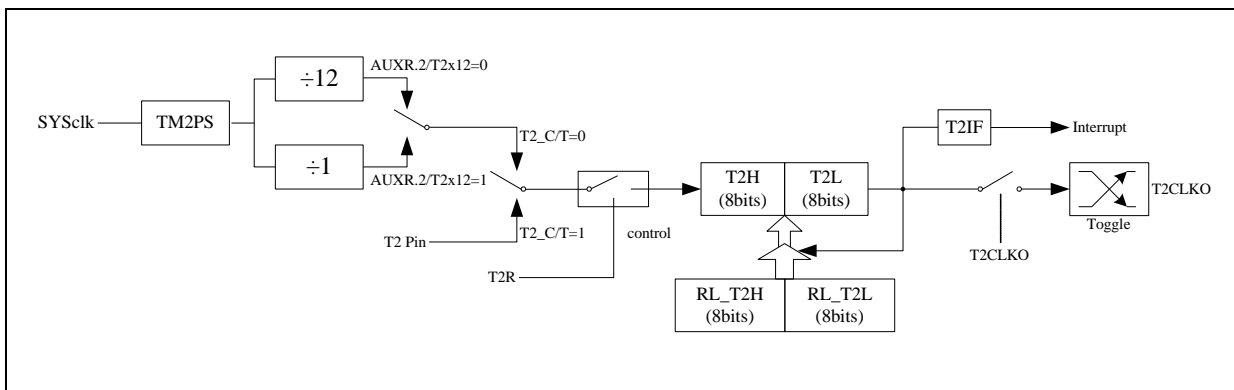 AUXR.2/T2x12=0
÷12
SYSclk
TM2PS
T2_C/T=0
÷1
AUXR.2/T2x12=1
T2 Pin
T2_C/T=1
control
T2R
T2H
(8bits)
T2L
(8bits)
RL_T2H
(8bits)
RL_T2L
(8bits)
T2IF
Interrupt
T2CLKO
Toggle
T2CLKO